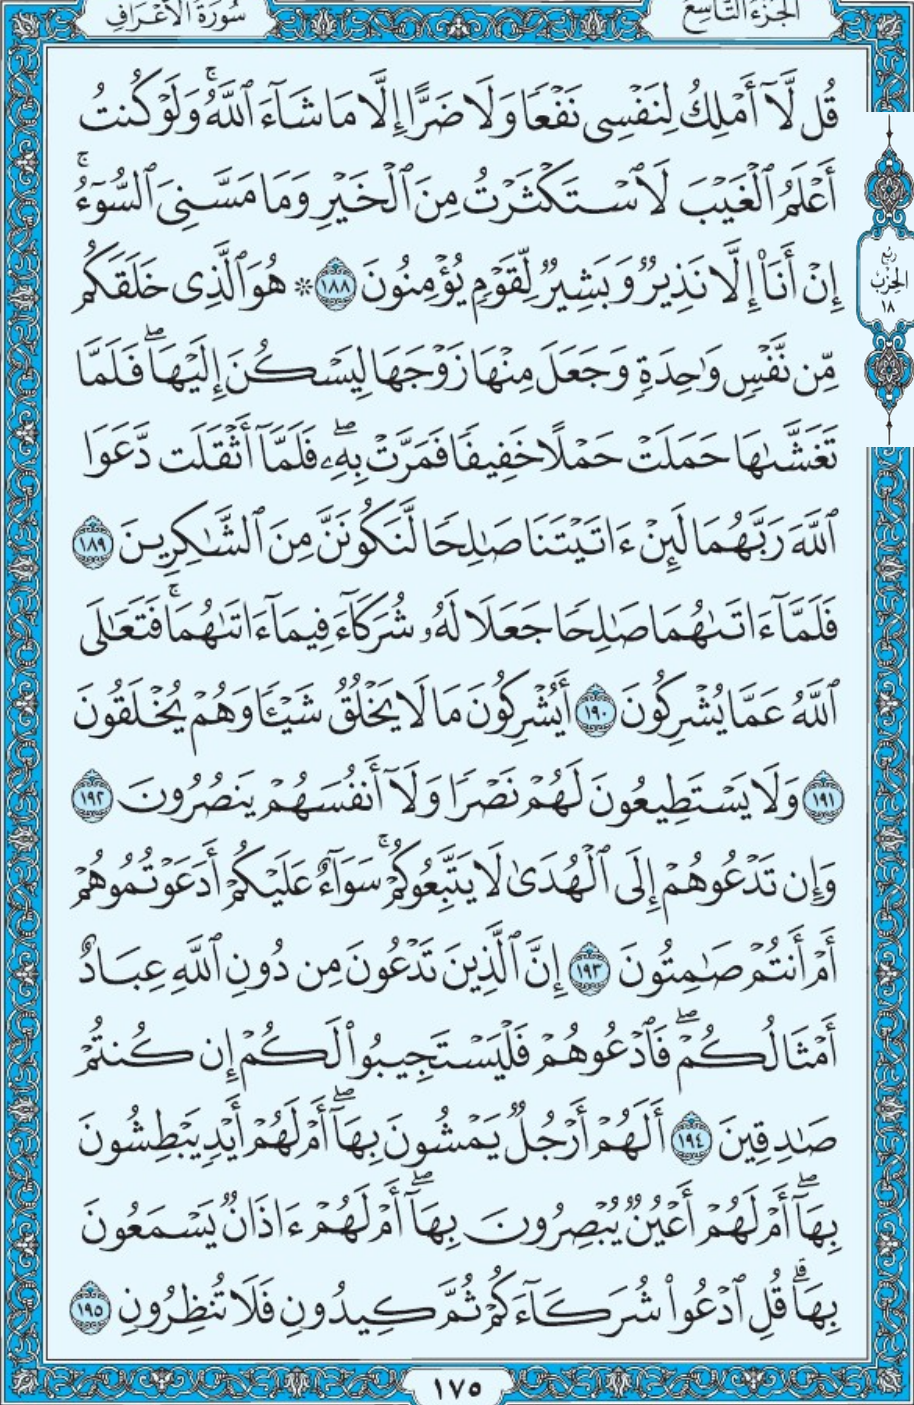 الجزء التاسع
سورة الأعراف
قُل لَّآ أَمْلِكُ لِنَفْسِى نَفْعًا وَلَا ضَرًّا إِلَّا مَا شَآءَ ٱللَّهُۚ وَلَوْ كُنتُ
أَعْلَمُ ٱلْغَيْبَ لَٱسْتَكْثَرْتُ مِنَ ٱلْخَيْرِ وَمَا مَسَّنِىَ ٱلسُّوٓءُۚ
إِنْ أَنَا۠ إِلَّا نَذِيرٌ وَبَشِيرٌ لِّقَوْمٍ يُؤْمِنُونَ ١٨٨ ۞ هُوَ ٱلَّذِى خَلَقَكُم
ربع
الحزب
١٨
مِّن نَّفْسٍ وَٰحِدَةٍ وَجَعَلَ مِنْهَا زَوْجَهَا لِيَسْكُنَ إِلَيْهَاۖ فَلَمَّا
تَغَشَّىٰهَا حَمَلَتْ حَمْلًا خَفِيفًا فَمَرَّتْ بِهِۦۖ فَلَمَّآ أَثْقَلَت دَّعَوَا
ٱللَّهَ رَبَّهُمَا لَئِنْ ءَاتَيْتَنَا صَٰلِحًا لَّنَكُونَنَّ مِنَ ٱلشَّٰكِرِينَ ١٨٩
فَلَمَّآ ءَاتَىٰهُمَا صَٰلِحًا جَعَلَا لَهُۥ شُرَكَآءَ فِيمَآ ءَاتَىٰهُمَاۚ فَتَعَٰلَى
ٱللَّهُ عَمَّا يُشْرِكُونَ ١٩٠ أَيُشْرِكُونَ مَا لَا يَخْلُقُ شَيْـًٔا وَهُمْ يُخْلَقُونَ
١٩١ وَلَا يَسْتَطِيعُونَ لَهُمْ نَصْرًا وَلَآ أَنفُسَهُمْ يَنصُرُونَ ١٩٢
وَإِن تَدْعُوهُمْ إِلَى ٱلْهُدَىٰ لَا يَتَّبِعُوكُمْۚ سَوَآءٌ عَلَيْكُمْ أَدَعَوْتُمُوهُمْ
أَمْ أَنتُمْ صَٰمِتُونَ ١٩٣ إِنَّ ٱلَّذِينَ تَدْعُونَ مِن دُونِ ٱللَّهِ عِبَادٌ
أَمْثَالُكُمْۖ فَٱدْعُوهُمْ فَلْيَسْتَجِيبُوا۟ لَكُمْ إِن كُنتُمْ
صَٰدِقِينَ ١٩٤ أَلَهُمْ أَرْجُلٌ يَمْشُونَ بِهَآۖ أَمْ لَهُمْ أَيْدٍ يَبْطِشُونَ
بِهَآۖ أَمْ لَهُمْ أَعْيُنٌ يُبْصِرُونَ بِهَآۖ أَمْ لَهُمْ ءَاذَانٌ يَسْمَعُونَ
بِهَاۗ قُلِ ٱدْعُوا۟ شُرَكَآءَكُمْ ثُمَّ كِيدُونِ فَلَا تُنظِرُونِ ١٩٥
١٧٥